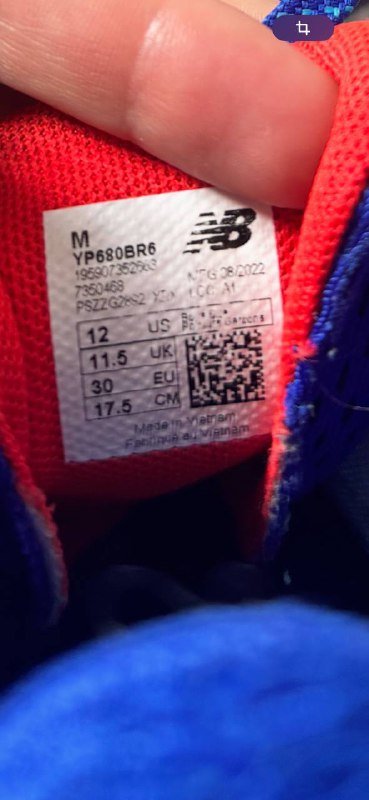 M
NB
YP680BR6
MFG 08/2022
7350468
12 US
11.5 UK
30 EU
17.5 CM
Made in Vietnam
Fabriqué au Vietnam